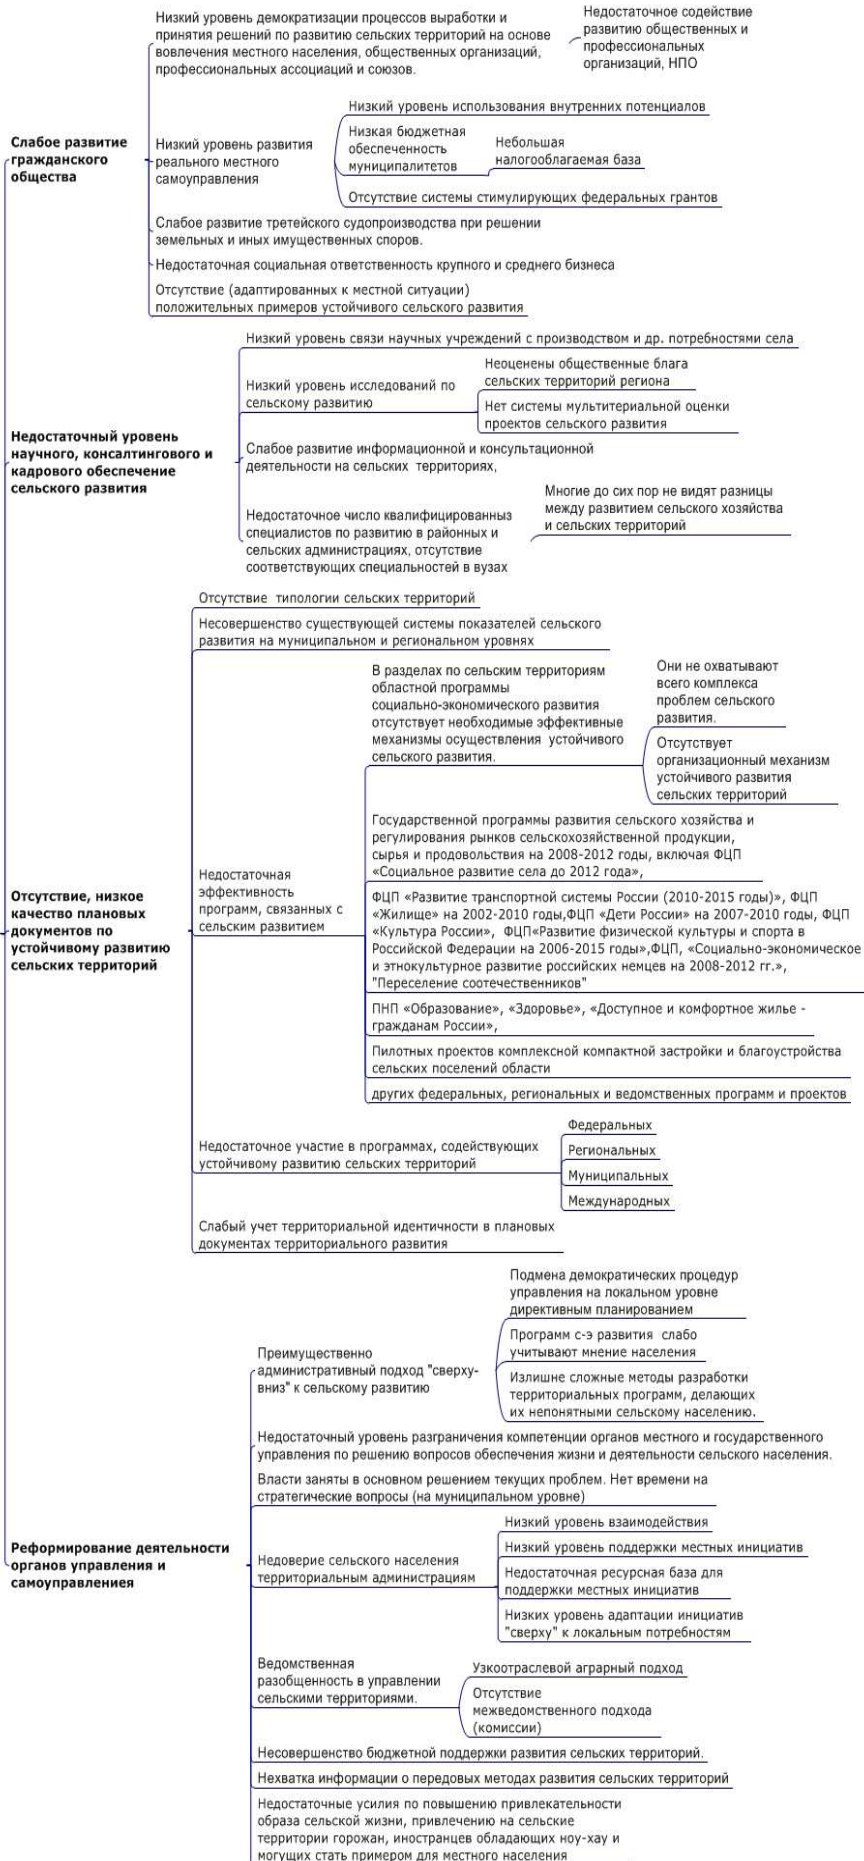 Низкий уровень демократизации процессов выработки и
принятия решений по развитию сельских территорий на основе
вовлечения местного населения, общественных организаций,
профессиональных ассоциаций и союзов.
Недостаточное содействие
развитию общественных и
профессиональных
организаций, НПО
Слабое развитие
гражданского
общества
Низкий уровень развития
реального местного
самоуправления
Низкий уровень использования внутренних потенциалов
Низкая бюджетная
обеспеченность
муниципалитетов
Небольшая
налогооблагаемая база
Отсутствие системы стимулирующих федеральных грантов
Слабое развитие третейского судопроизводства при решении
земельных и иных имущественных споров.
Недостаточная социальная ответственность крупного и среднего бизнеса
Отсутствие (адаптированных к местной ситуации)
положительных примеров устойчивого сельского развития
Недостаточный уровень
научного, консалтингового и
кадрового обеспечение
сельского развития
Низкий уровень связи научных учреждений с производством и др. потребностями села
Низкий уровень исследований по
сельскому развитию
Неоценены общественные блага
сельских территорий региона
Нет системы мультитериальной оценки
проектов сельского развития
Слабое развитие информационной и консультационной
деятельности на сельских территориях,
Недостаточное число квалифицированныз
специалистов по развитию в районных и
сельских администрациях, отсутствие
соответствующих специальностей в вузах
Многие до сих пор не видят разницы
между развитием сельского хозяйства
и сельских территорий
Отсутствие, низкое
качество плановых
документов по
устойчивому развитию
сельских территорий
Отсутствие типологии сельских территорий
Несовершенство существующей системы показателей сельского
развития на муниципальном и региональном уровнях
Недостаточная
эффективность
программ, связанных с
сельским развитием
В разделах по сельским территориям
областной программы
социально-экономического развития
отсутствует необходимые эффективные
механизмы осуществления устойчивого
сельского развития.
Они не охватывают
всего комплекса
проблем сельского
развития.
Отсутствует
организационный механизм
устойчивого развития
сельских территорий
Государственной программы развития сельского хозяйства и
регулирования рынков сельскохозяйственной продукции,
сырья и продовольствия на 2008-2012 годы, включая ФЦП
«Социальное развитие села до 2012 года»,
ФЦП «Развитие транспортной системы России (2010-2015 годы)», ФЦП
«Жилище» на 2002-2010 годы,ФЦП «Дети России» на 2007-2010 годы, ФЦП
«Культура России», ФЦП«Развитие физической культуры и спорта в
Российской Федерации на 2006-2015 годы»,ФЦП, «Социально-экономическое
и этнокультурное развитие российских немцев на 2008-2012 гг.»,
"Переселение соотечественников"
ПНП «Образование», «Здоровье», «Доступное и комфортное жилье -
гражданам России»,
Пилотных проектов комплексной компактной застройки и благоустройства
сельских поселений области
других федеральных, региональных и ведомственных программ и проектов
Недостаточное участие в программах, содействующих
устойчивому развитию сельских территорий
Федеральных
Региональных
Муниципальных
Международных
Слабый учет территориальной идентичности в плановых
документах территориального развития
Реформирование деятельности
органов управления и
самоуправлениея
Преимущественно
административный подход "сверху-
вниз" к сельскому развитию
Подмена демократических процедур
управления на локальном уровне
директивным планированием
Программ с-э развития слабо
учитывают мнение населения
Излишне сложные методы разработки
территориальных программ, делающих
их непонятными сельскому населению.
Недостаточный уровень разграничения компетенции органов местного и государственного
управления по решению вопросов обеспечения жизни и деятельности сельского населения.
Власти заняты в основном решением текущих проблем. Нет времени на
стратегические вопросы (на муниципальном уровне)
Недоверие сельского населения
территориальным администрациям
Низкий уровень взаимодействия
Низкий уровень поддержки местных инициатив
Недостаточная ресурсная база для
поддержки местных инициатив
Низких уровень адаптации инициатив
"сверху" к локальным потребностям
Ведомственная
разобщенность в управлении
сельскими территориями.
Узкоотраслевой аграрный подход
Отсутствие
межведомственного подхода
(комиссии)
Несовершенство бюджетной поддержки развития сельских территорий.
Нехватка информации о передовых методах развития сельских территорий
Недостаточные усилия по повышению привлекательности
образа сельской жизни, привлечению на сельские
территории горожан, иностранцев обладающих ноу-хау и
могущих стать примером для местного населения